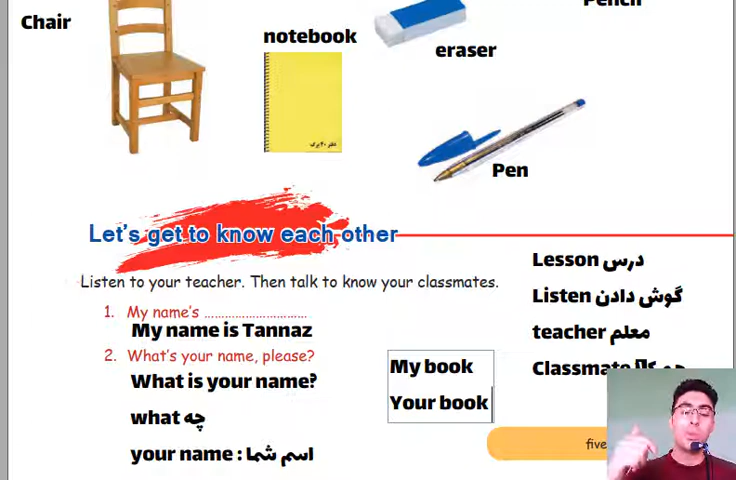 Chair
notebook
eraser
Pen
Let's get to know each other
Listen to your teacher. Then talk to know your classmates.
1. My name's ..............................
My name is Tannaz
2. What's your name, please?
What is your name?
what چه
your name : اسم شما
My book
Your book
Lesson درس
Listen گوش دادن
teacher معلم
Classmate
five